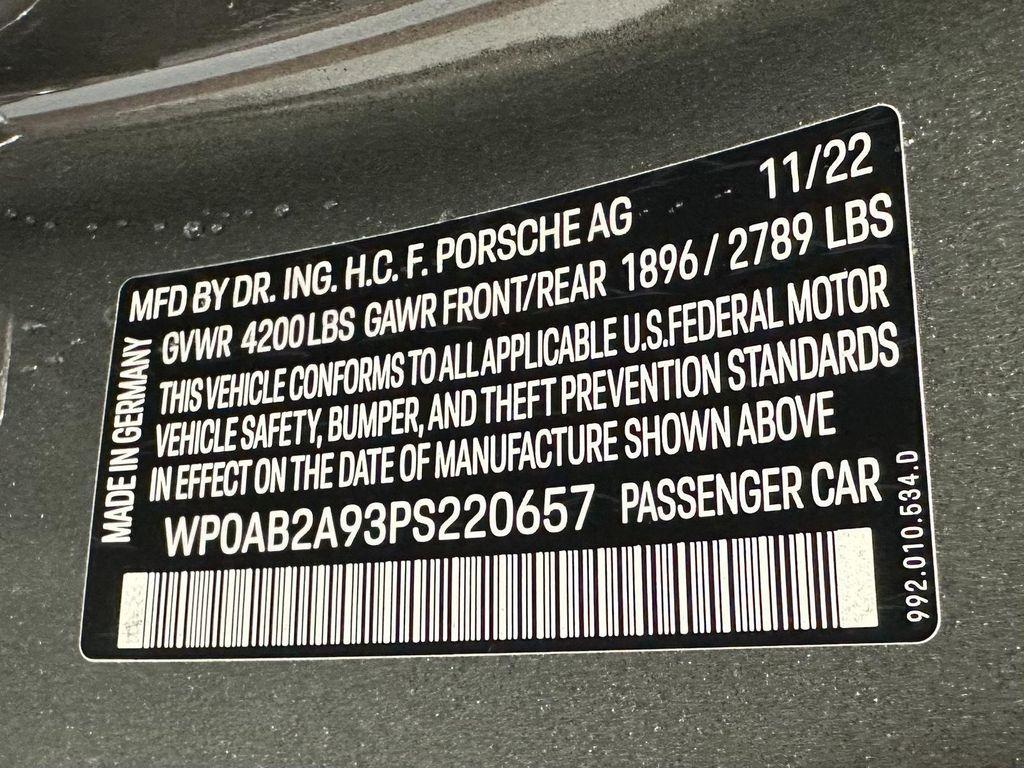 MFD BY DR. ING. H.C. F. PORSCHE AG 11/22
GVWR 4200LBS GAWR FRONT/REAR 1896/2789 LBS
THIS VEHICLE CONFORMS TO ALL APPLICABLE U.S.FEDERAL MOTOR
VEHICLE SAFETY, BUMPER, AND THEFT PREVENTION STANDARDS
IN EFFECT ON THE DATE OF MANUFACTURE SHOWN ABOVE
WP0AB2A93PS220657 PASSENGER CAR
MADE IN GERMANY
992.010.534.D